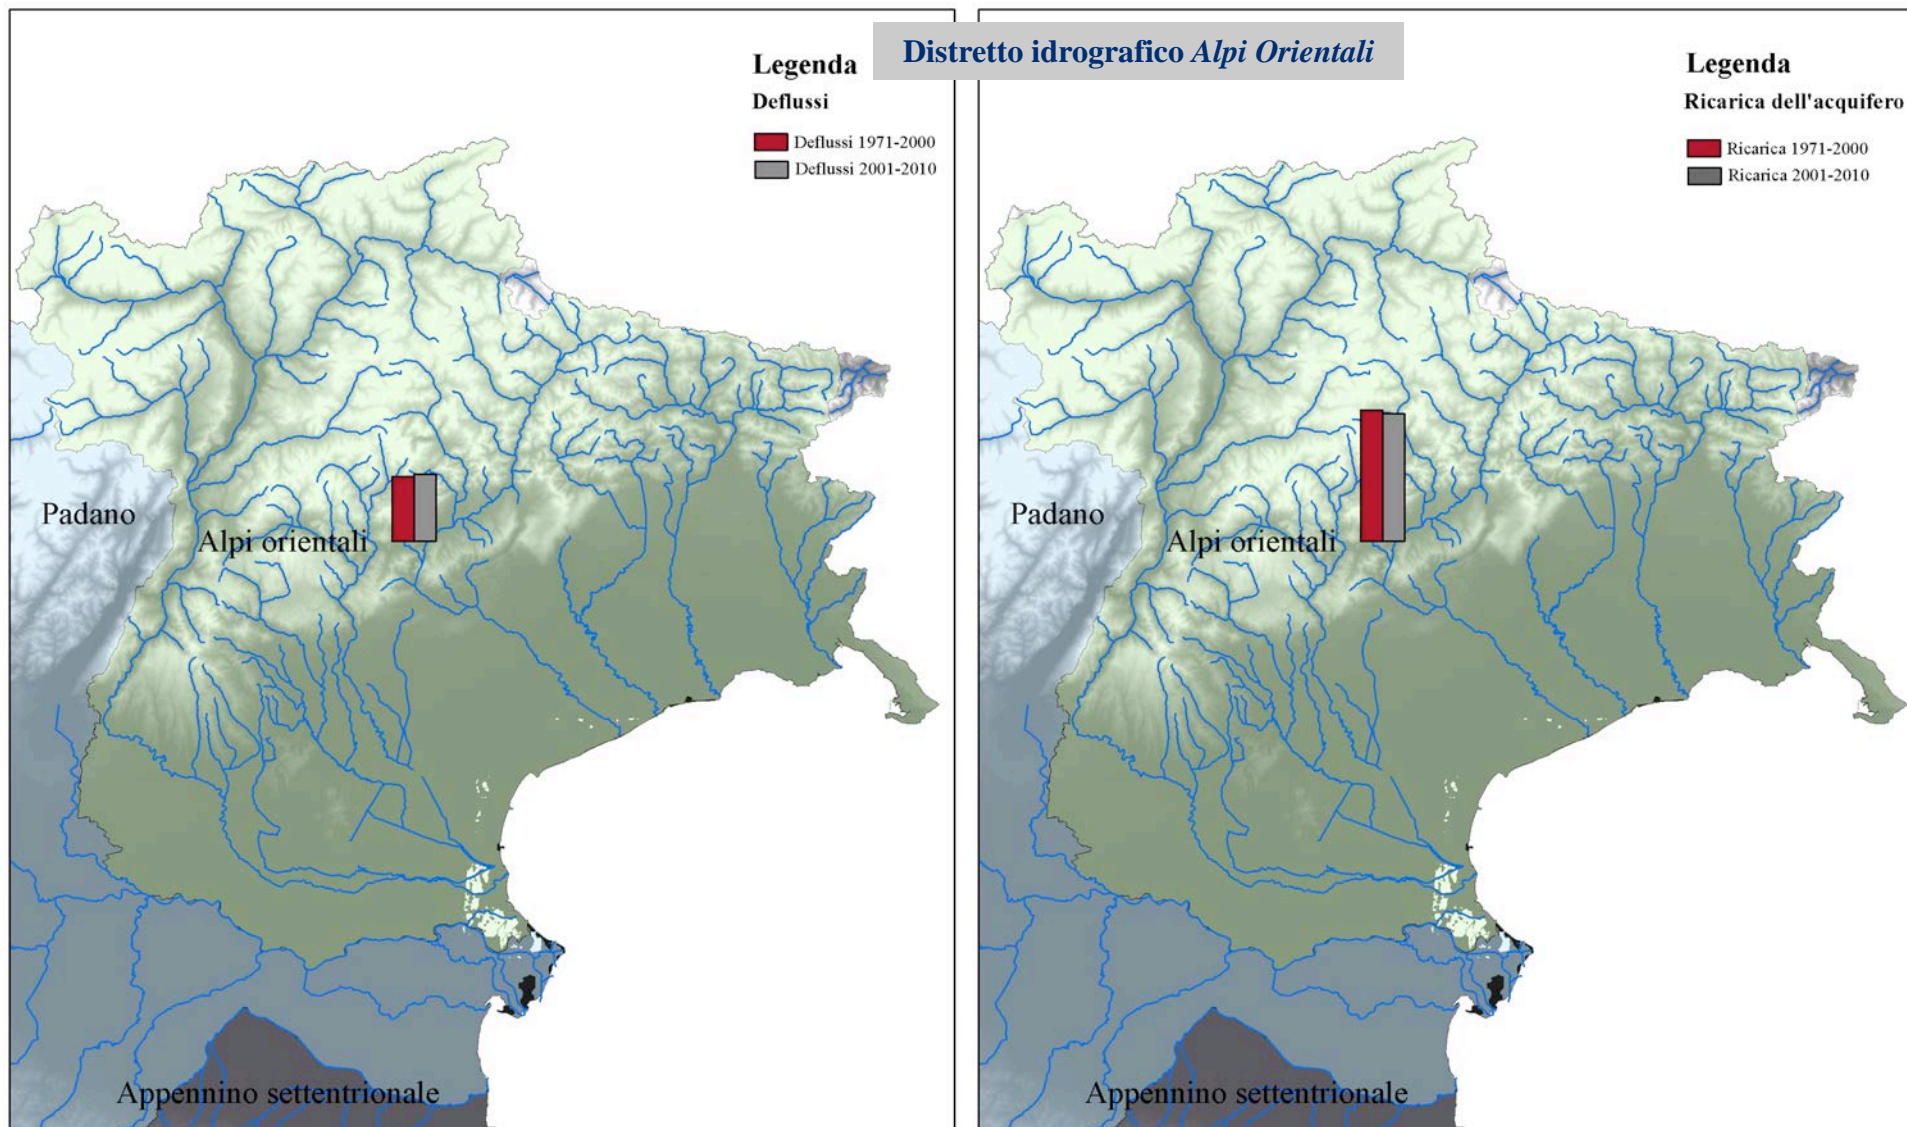 Distretto idrografico Alpi Orientali
Legenda
Deflussi
Deflussi 1971-2000
Deflussi 2001-2010
Padano
Alpi orientali
Appennino settentrionale
Legenda
Ricarica dell'acquifero
Ricarica 1971-2000
Ricarica 2001-2010
Padano
Alpi orientali
Appennino settentrionale